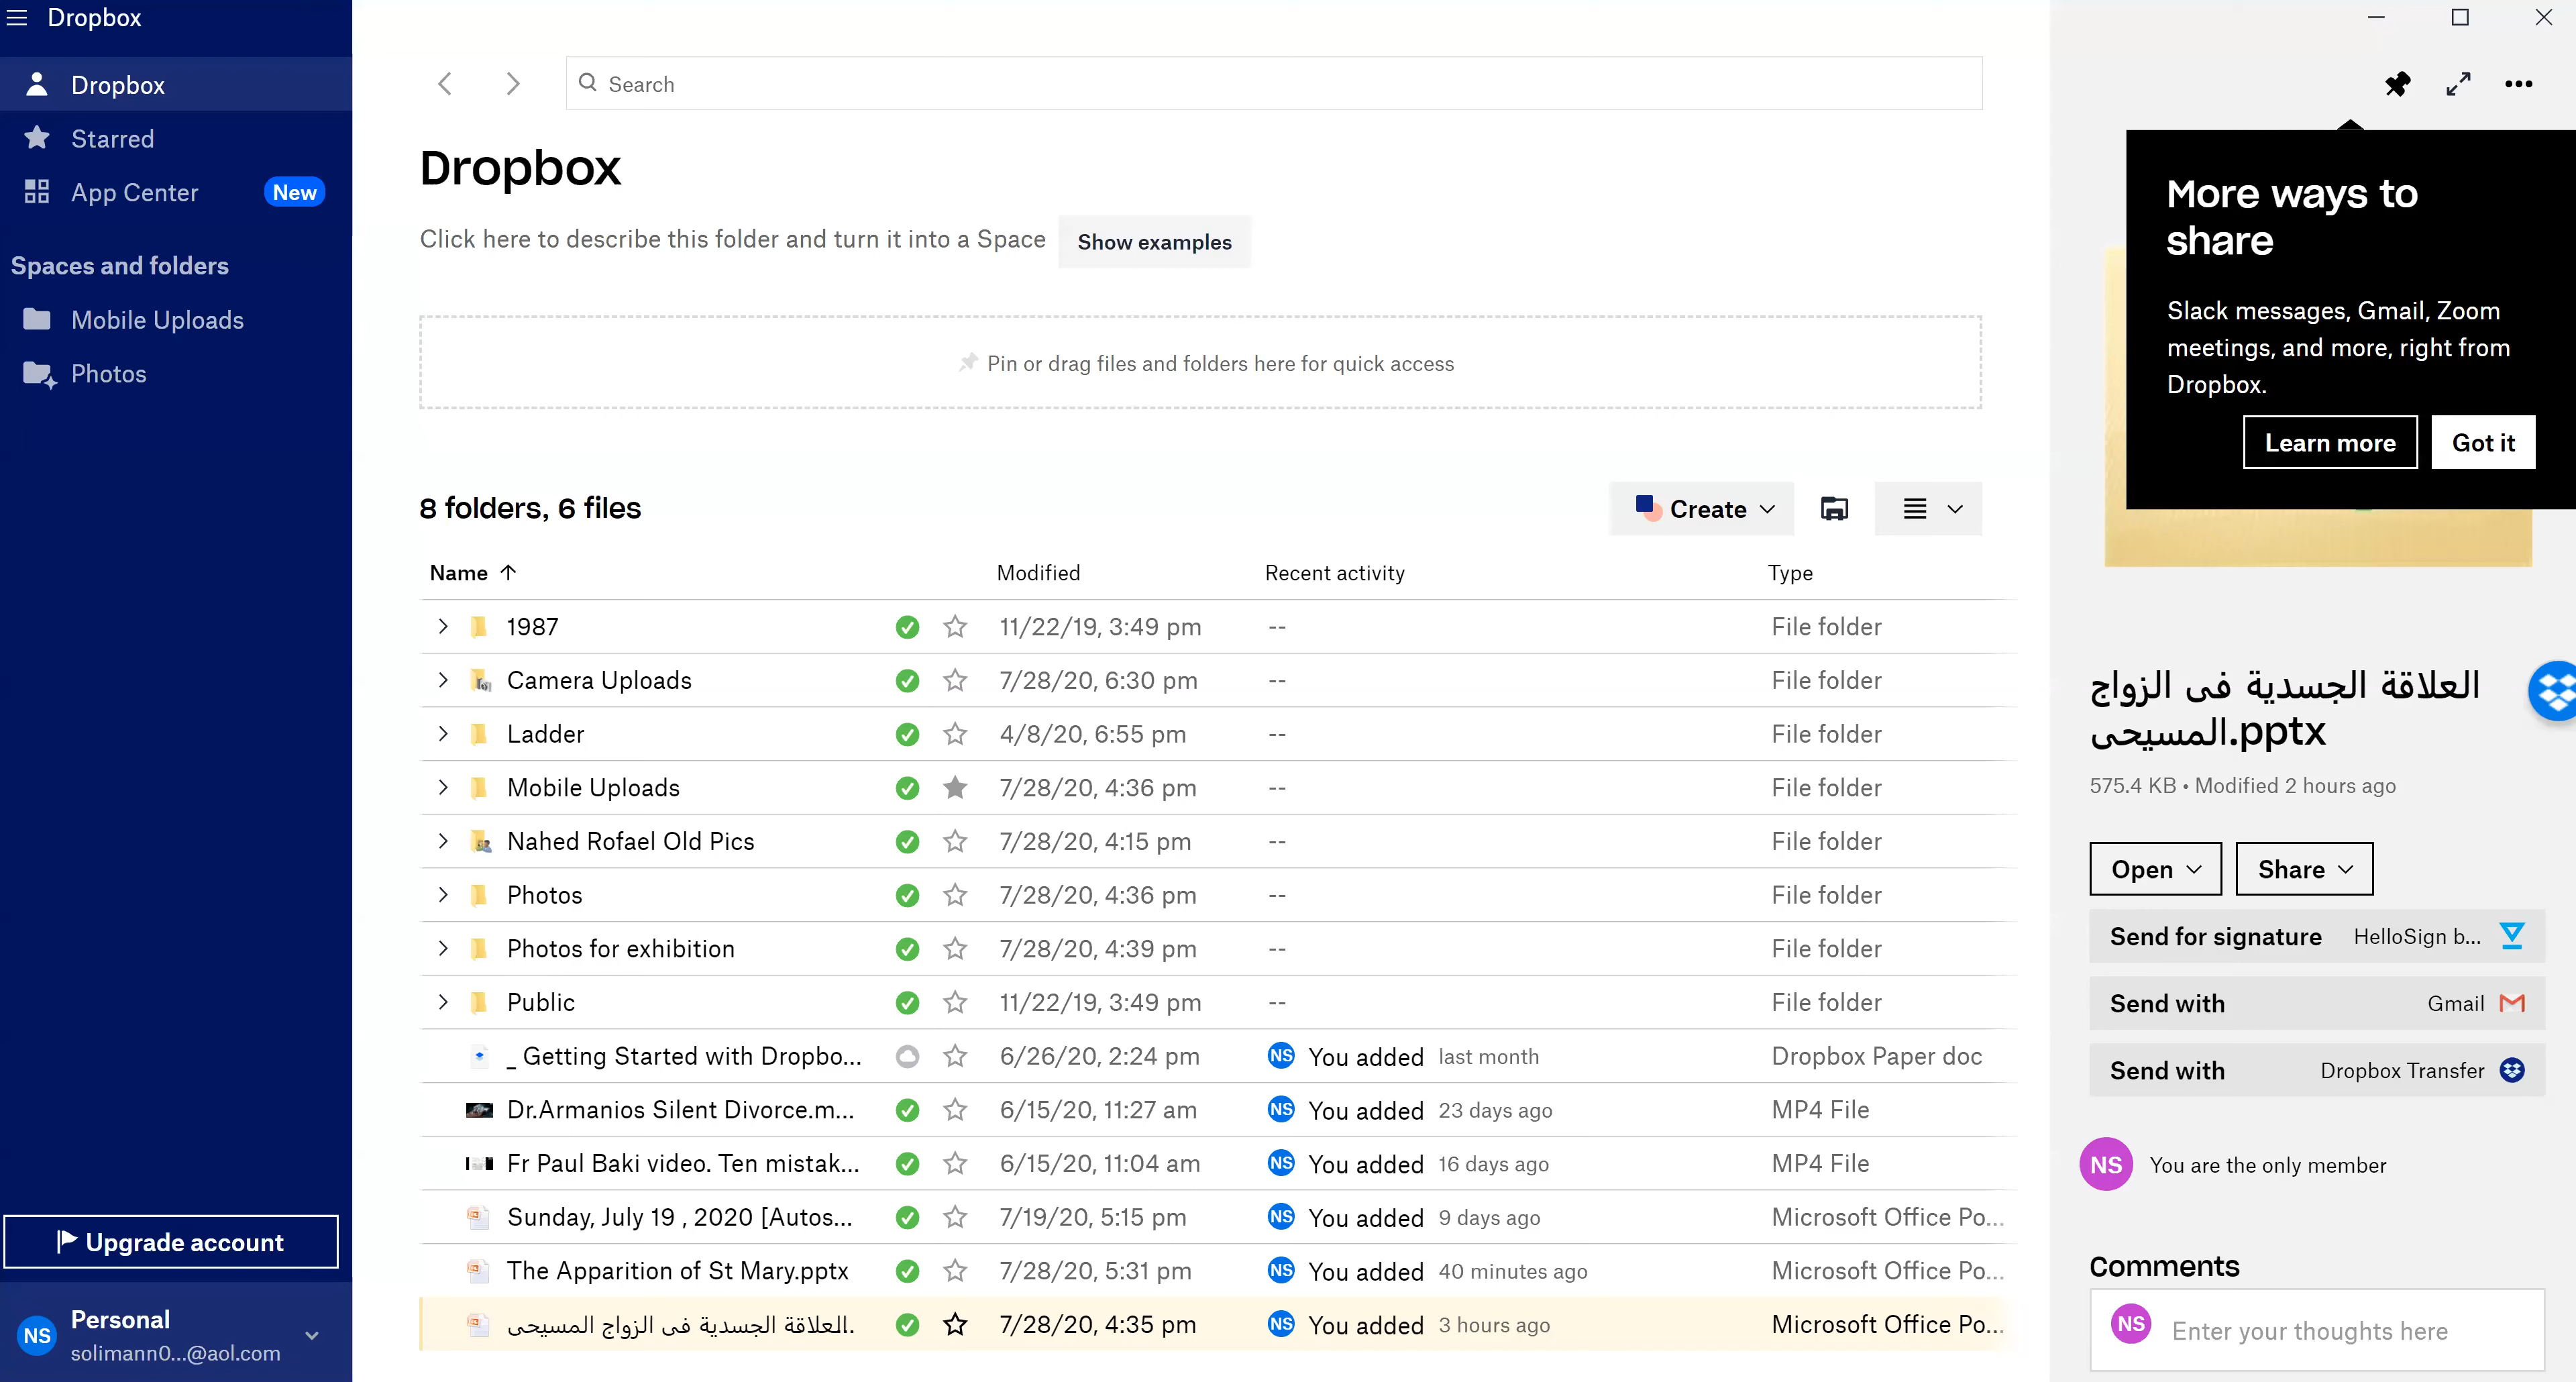 Dropbox
Dropbox
Starred
App Center New
Spaces and folders
Mobile Uploads
Photos
Upgrade account
NS Personal
solimann0...@aol.com
Search
Dropbox
Click here to describe this folder and turn it into a Space Show examples
Pin or drag files and folders here for quick access
8 folders, 6 files Create
Name Modified Recent activity Type
1987 11/22/19, 3:49 pm -- File folder
Camera Uploads 7/28/20, 6:30 pm -- File folder
Ladder 4/8/20, 6:55 pm -- File folder
Mobile Uploads 7/28/20, 4:36 pm -- File folder
Nahed Rofael Old Pics 7/28/20, 4:15 pm -- File folder
Photos 7/28/20, 4:36 pm -- File folder
Photos for exhibition 7/28/20, 4:39 pm -- File folder
Public 11/22/19, 3:49 pm -- File folder
_ Getting Started with Dropbo... 6/26/20, 2:24 pm NS You added last month Dropbox Paper doc
Dr.Armanios Silent Divorce.m... 6/15/20, 11:27 am NS You added 23 days ago MP4 File
Fr Paul Baki video. Ten mistak... 6/15/20, 11:04 am NS You added 16 days ago MP4 File
Sunday, July 19 , 2020 [Autos... 7/19/20, 5:15 pm NS You added 9 days ago Microsoft Office Po...
The Apparition of St Mary.pptx 7/28/20, 5:31 pm NS You added 40 minutes ago Microsoft Office Po...
العلاقة الجسدية فى الزواج المسيحى. 7/28/20, 4:35 pm NS You added 3 hours ago Microsoft Office Po...
More ways to
share
Slack messages, Gmail, Zoom
meetings, and more, right from
Dropbox.
Learn more Got it
العلاقة الجسدية فى الزواج
المسيحى.pptx
575.4 KB • Modified 2 hours ago
Open Share
Send for signature HelloSign b...
Send with Gmail
Send with Dropbox Transfer
NS You are the only member
Comments
NS Enter your thoughts here